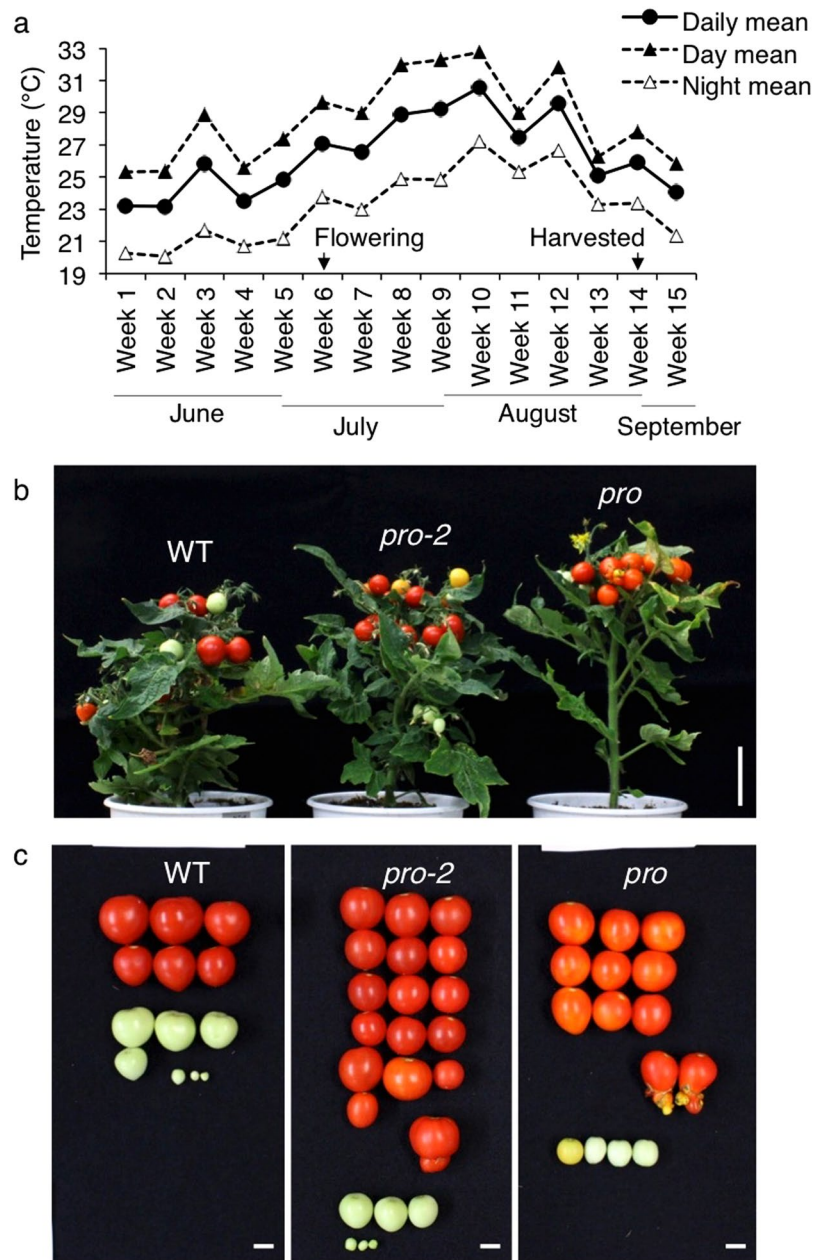 a
Daily mean
Day mean
Night mean
Temperature (°C)
33
31
29
27
25
23
21
19
Flowering
Harvested
Week 1
Week 2
Week 3
Week 4
Week 5
Week 6
Week 7
Week 8
Week 9
Week 10
Week 11
Week 12
Week 13
Week 14
Week 15
June
July
August
September
b
WT
pro-2
pro
c
WT
pro-2
pro